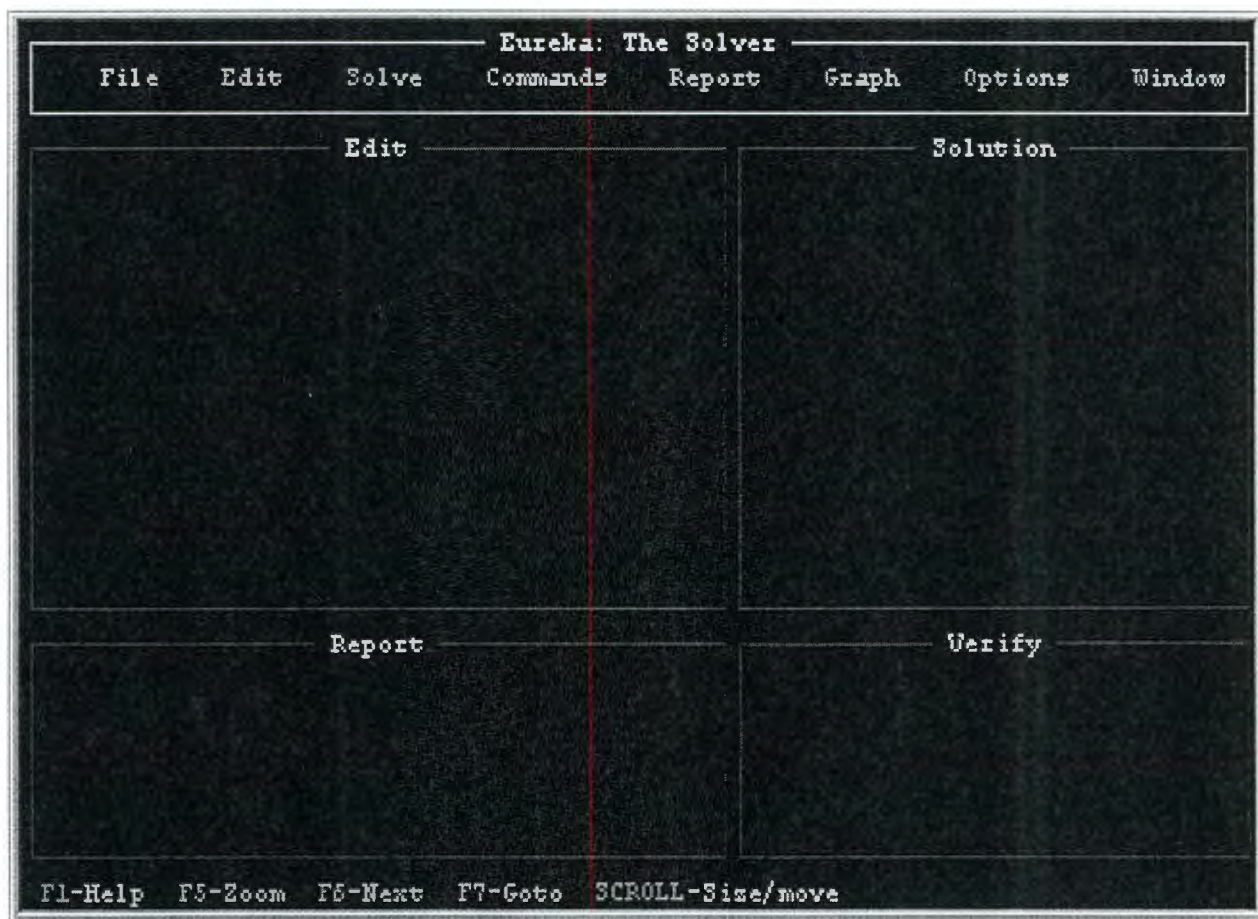 Eureka: The Solver
File Edit Solve Commands Report Graph Options Window
Edit Solution
Report Verify
F1-Help F5-Zoom F6-Next F7-Goto SCROLL-Size/move